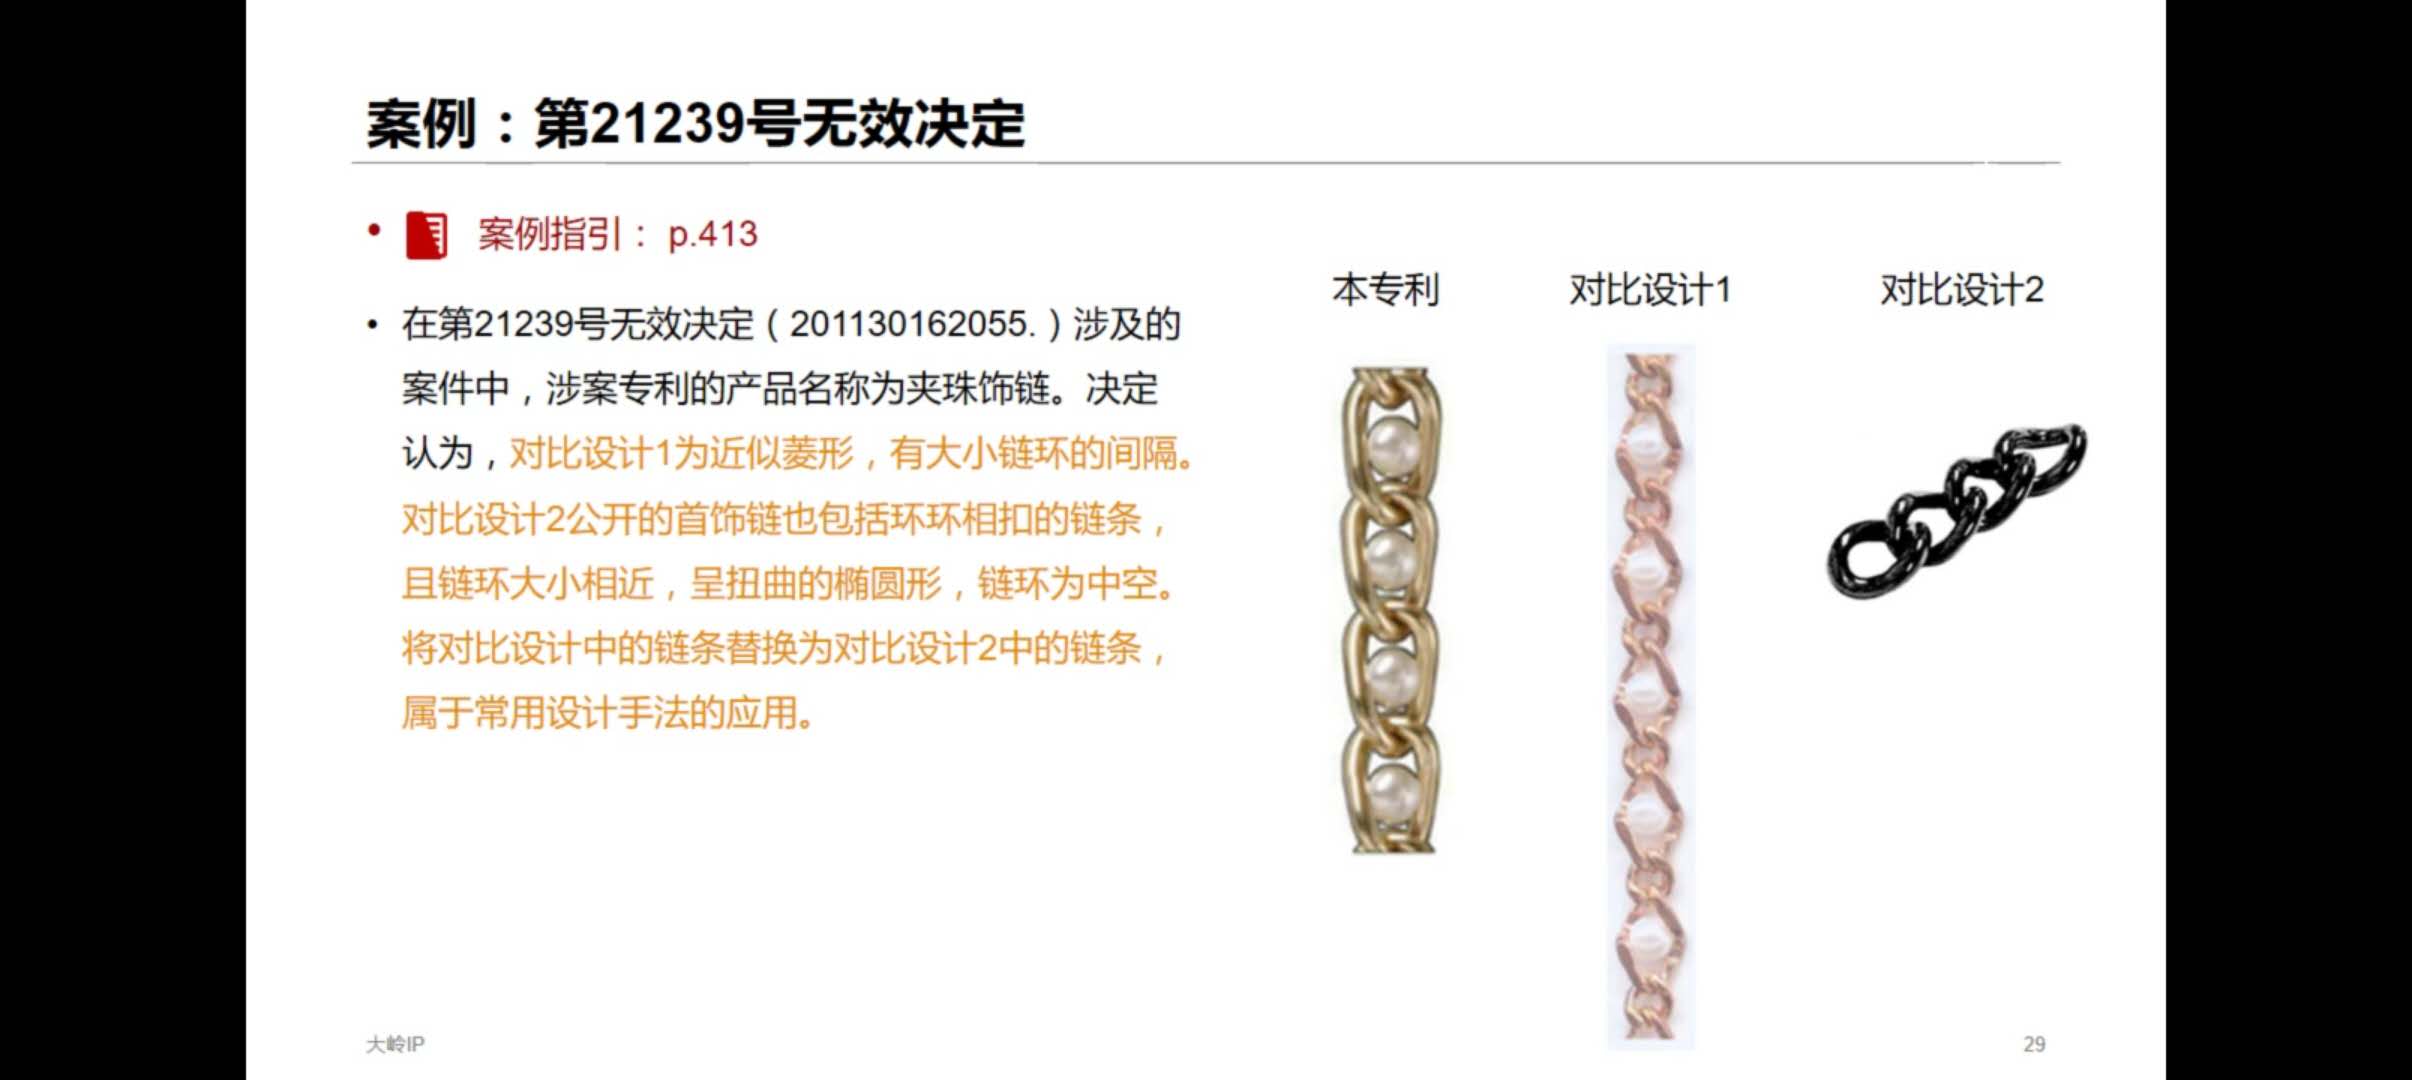 案例：第21239号无效决定
案例指引： p.413
本专利
对比设计1
对比设计2
在第21239号无效决定（201130162055.）涉及的
案件中，涉案专利的产品名称为夹珠饰链。决定
认为，对比设计1为近似菱形，有大小链环的间隔。
对比设计2公开的首饰链也包括环环相扣的链条，
且链环大小相近，呈扭曲的椭圆形，链环为中空。
将对比设计中的链条替换为对比设计2中的链条，
属于常用设计手法的应用。
大岭IP
29